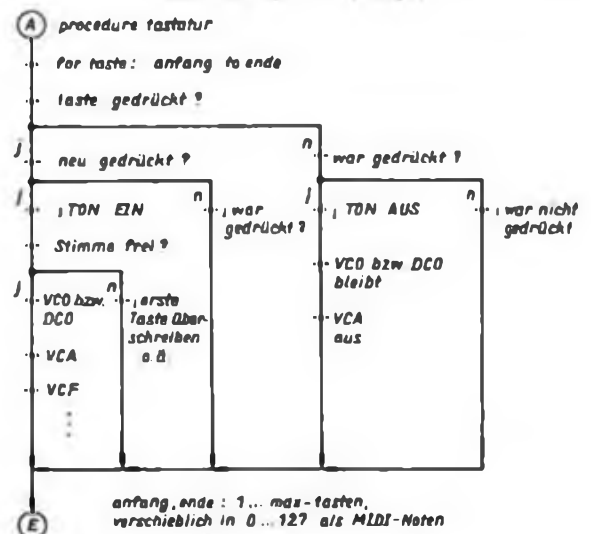 A procedure tastatur
for taste: anfang to ende
taste gedrückt ?
j
neu gedrückt ?
n
war gedrückt ?
j
¡ TON EIN
n
¡ war
gedrückt ?
j
¡ TON AUS
n
¡ war nicht
gedrückt
Stimme frei ?
VCO bzw. DCO
bleibt
j
VCO bzw.
DCO
n
¡ erste
Taste über-
schreiben
o.ä
VCA
aus
VCA
VCF
anfang, ende : 1... max-tasten,
E
verschieblich in 0 .. 127 als MIDI-Noten